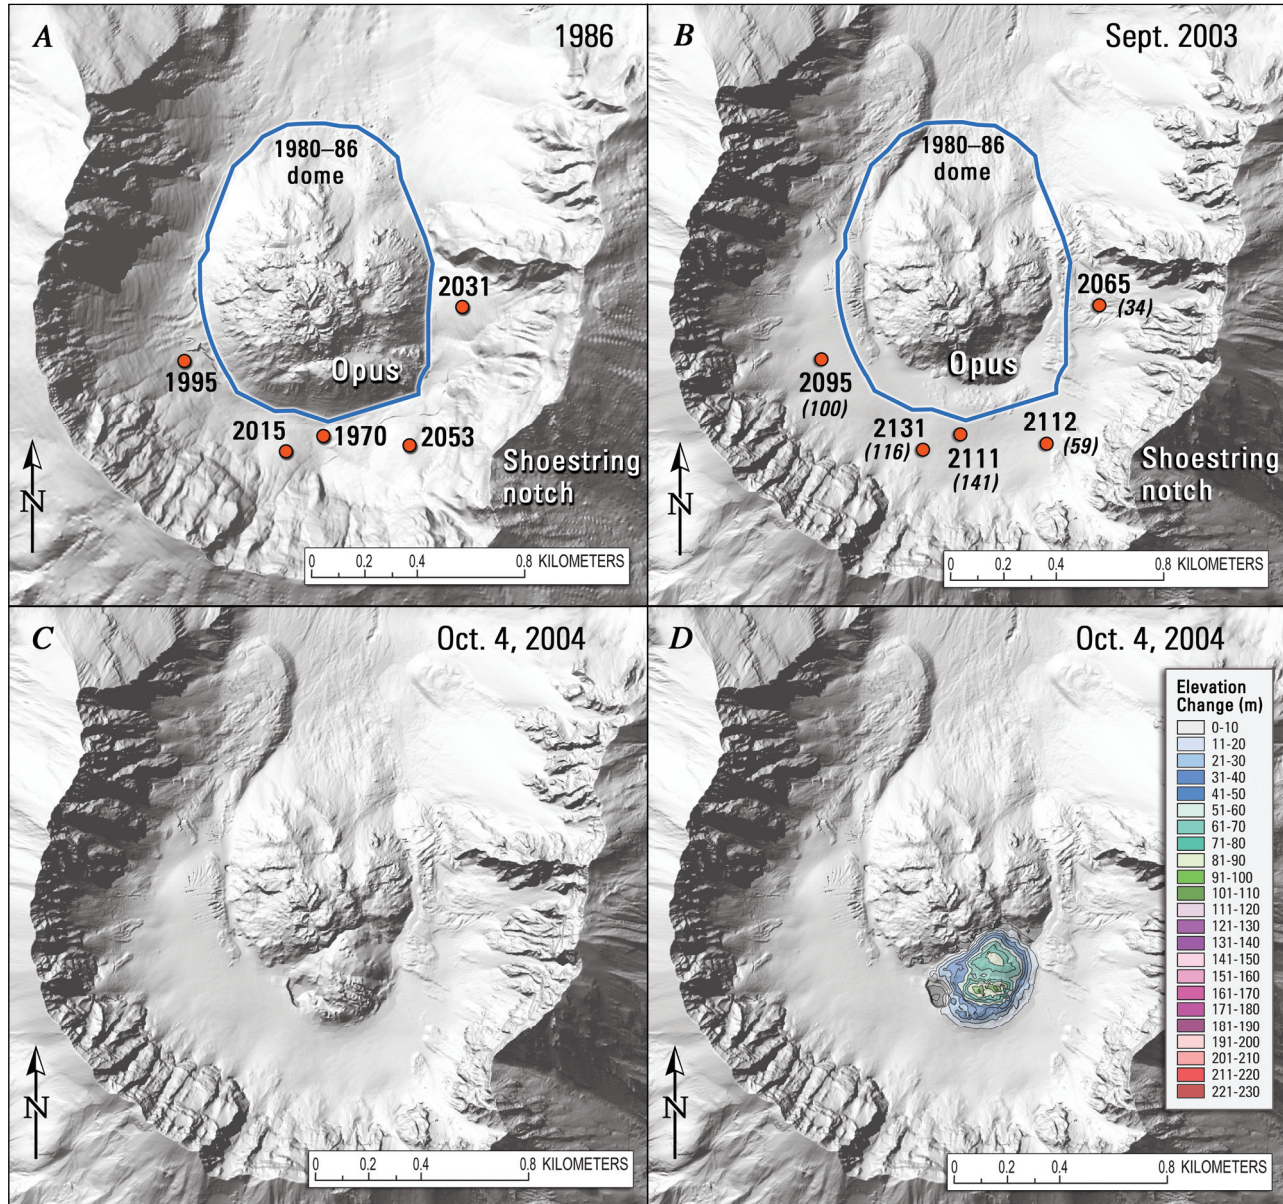 A
1986
1980–86
dome
2031
Opus
1995
2015
1970
2053
Shoestring
notch
N
0
0.2
0.4
0.8
KILOMETERS
B
Sept. 2003
1980–86
dome
2065
(34)
Opus
2095
(100)
2131
(116)
2111
(141)
2112
(59)
Shoestring
notch
N
0
0.2
0.4
0.8
KILOMETERS
C
Oct. 4, 2004
N
0
0.2
0.4
0.8
KILOMETERS
D
Oct. 4, 2004
Elevation
Change (m)
0-10
11-20
21-30
31-40
41-50
51-60
61-70
71-80
81-90
91-100
101-110
111-120
121-130
131-140
141-150
151-160
161-170
171-180
181-190
191-200
201-210
211-220
221-230
N
0
0.2
0.4
0.8
KILOMETERS